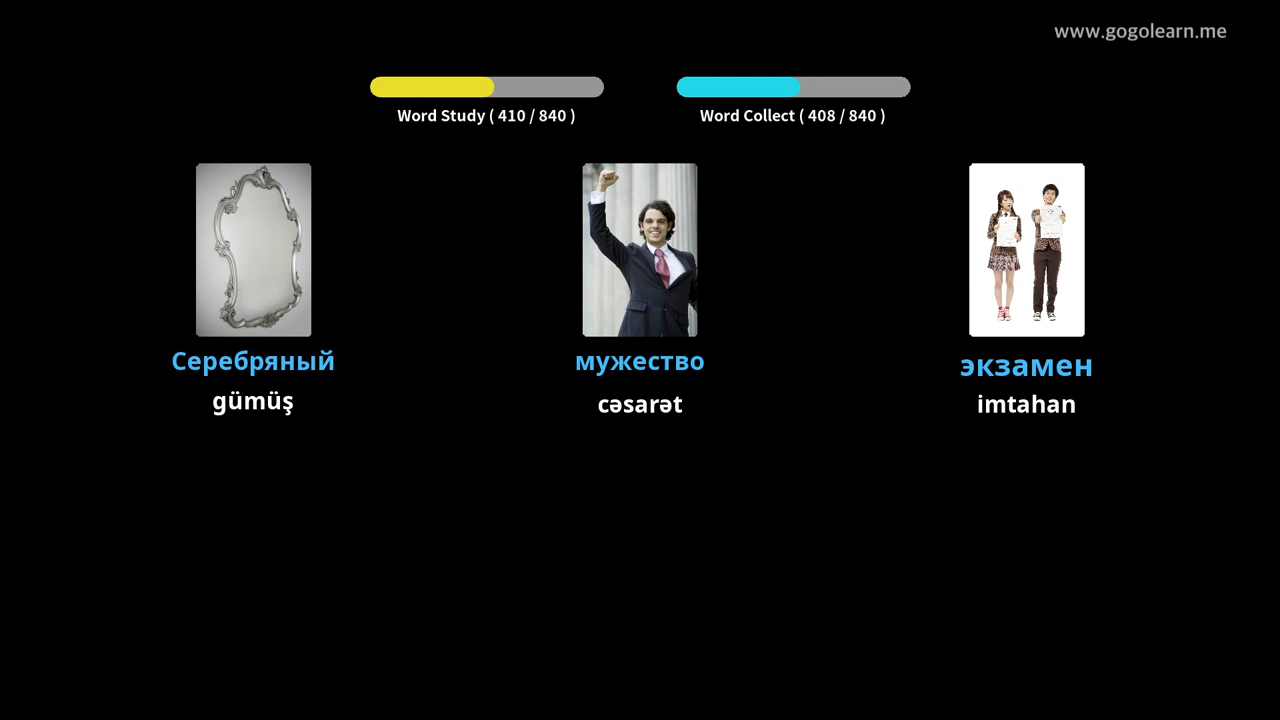 www.gogolearn.me
Word Study ( 410 / 840 )
Word Collect ( 408 / 840 )
Серебряный
gümüş
мужество
cəsarət
экзамен
imtahan